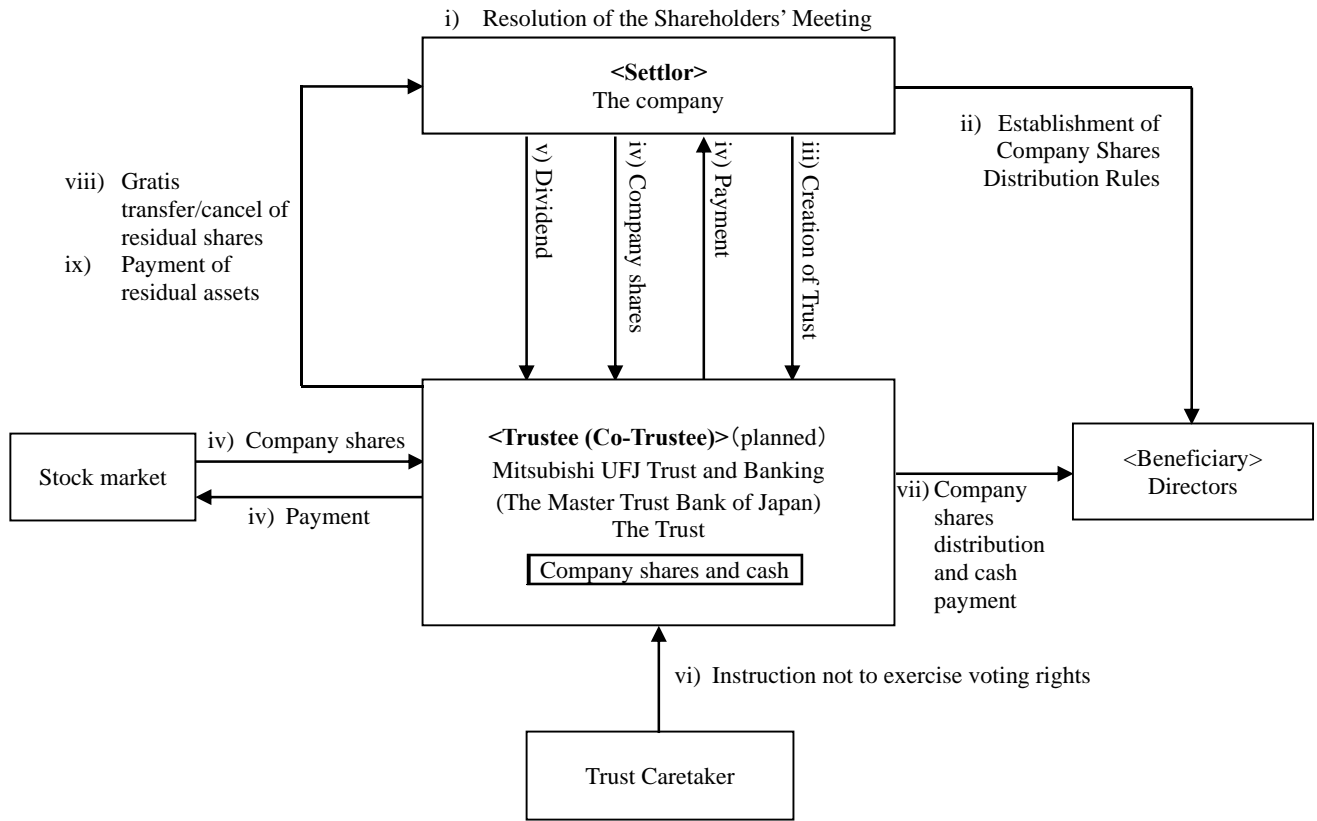 i) Resolution of the Shareholders’ Meeting
<Settlor>
The company
ii) Establishment of
Company Shares
Distribution Rules
v) Dividend
iv) Company shares
iv) Payment
iii) Creation of Trust
viii) Gratis
transfer/cancel of
residual shares
ix) Payment of
residual assets
Stock market
iv) Company shares
iv) Payment
<Trustee (Co-Trustee)>(planned)
Mitsubishi UFJ Trust and Banking
(The Master Trust Bank of Japan)
The Trust
Company shares and cash
vii) Company
shares
distribution
and cash
payment
<Beneficiary>
Directors
vi) Instruction not to exercise voting rights
Trust Caretaker